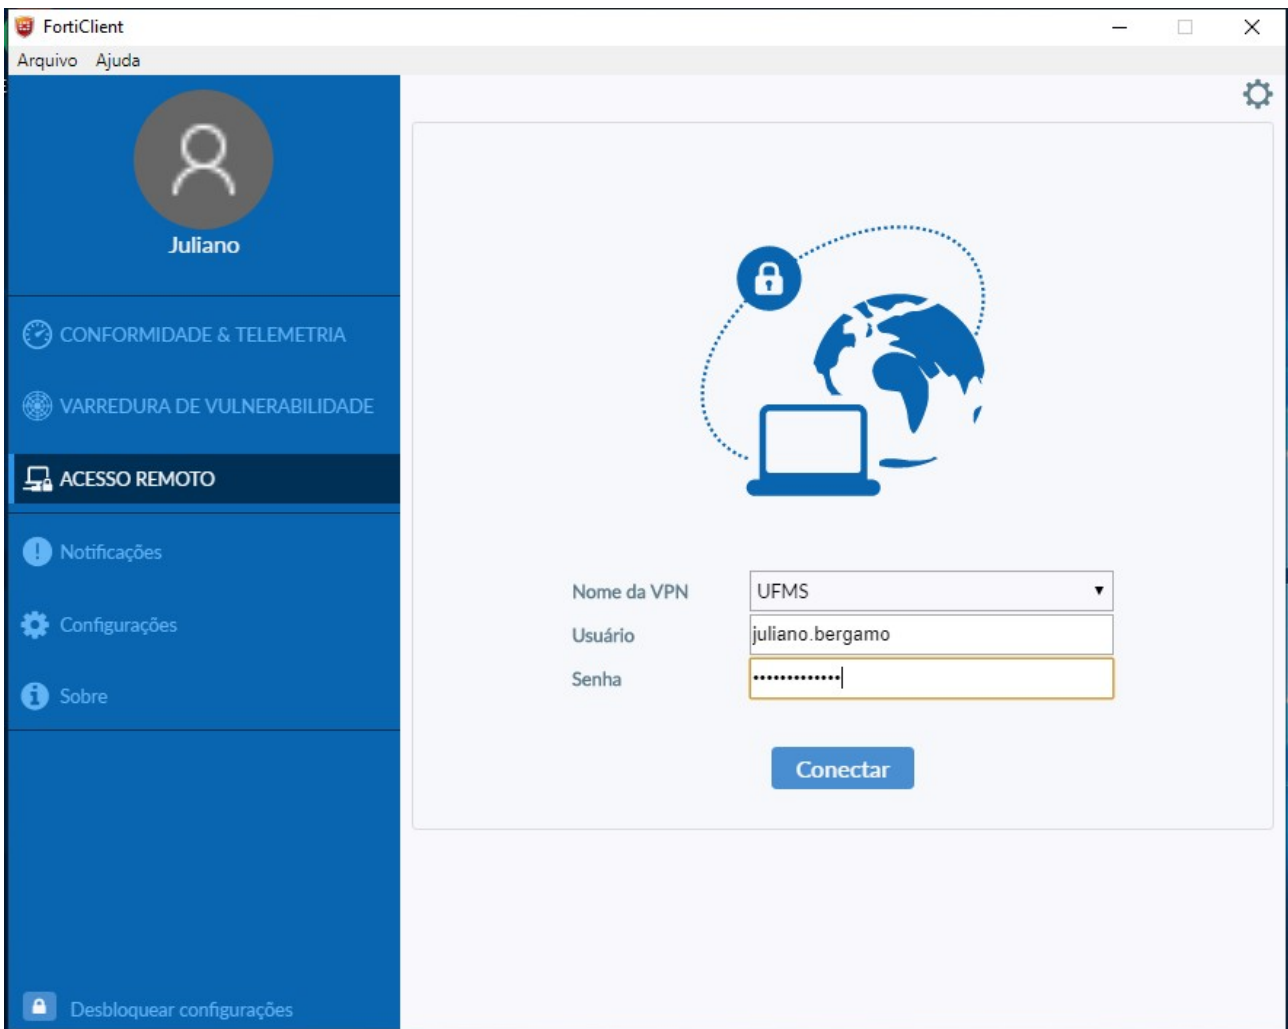 FortiClient
Arquivo Ajuda
Juliano
CONFORMIDADE & TELEMETRIA
VARREDURA DE VULNERABILIDADE
ACESSO REMOTO
Notificações
Configurações
Sobre
Desbloquear configurações
Nome da VPN UFMS
Usuário juliano.bergamo
Senha •••••••••••••
Conectar